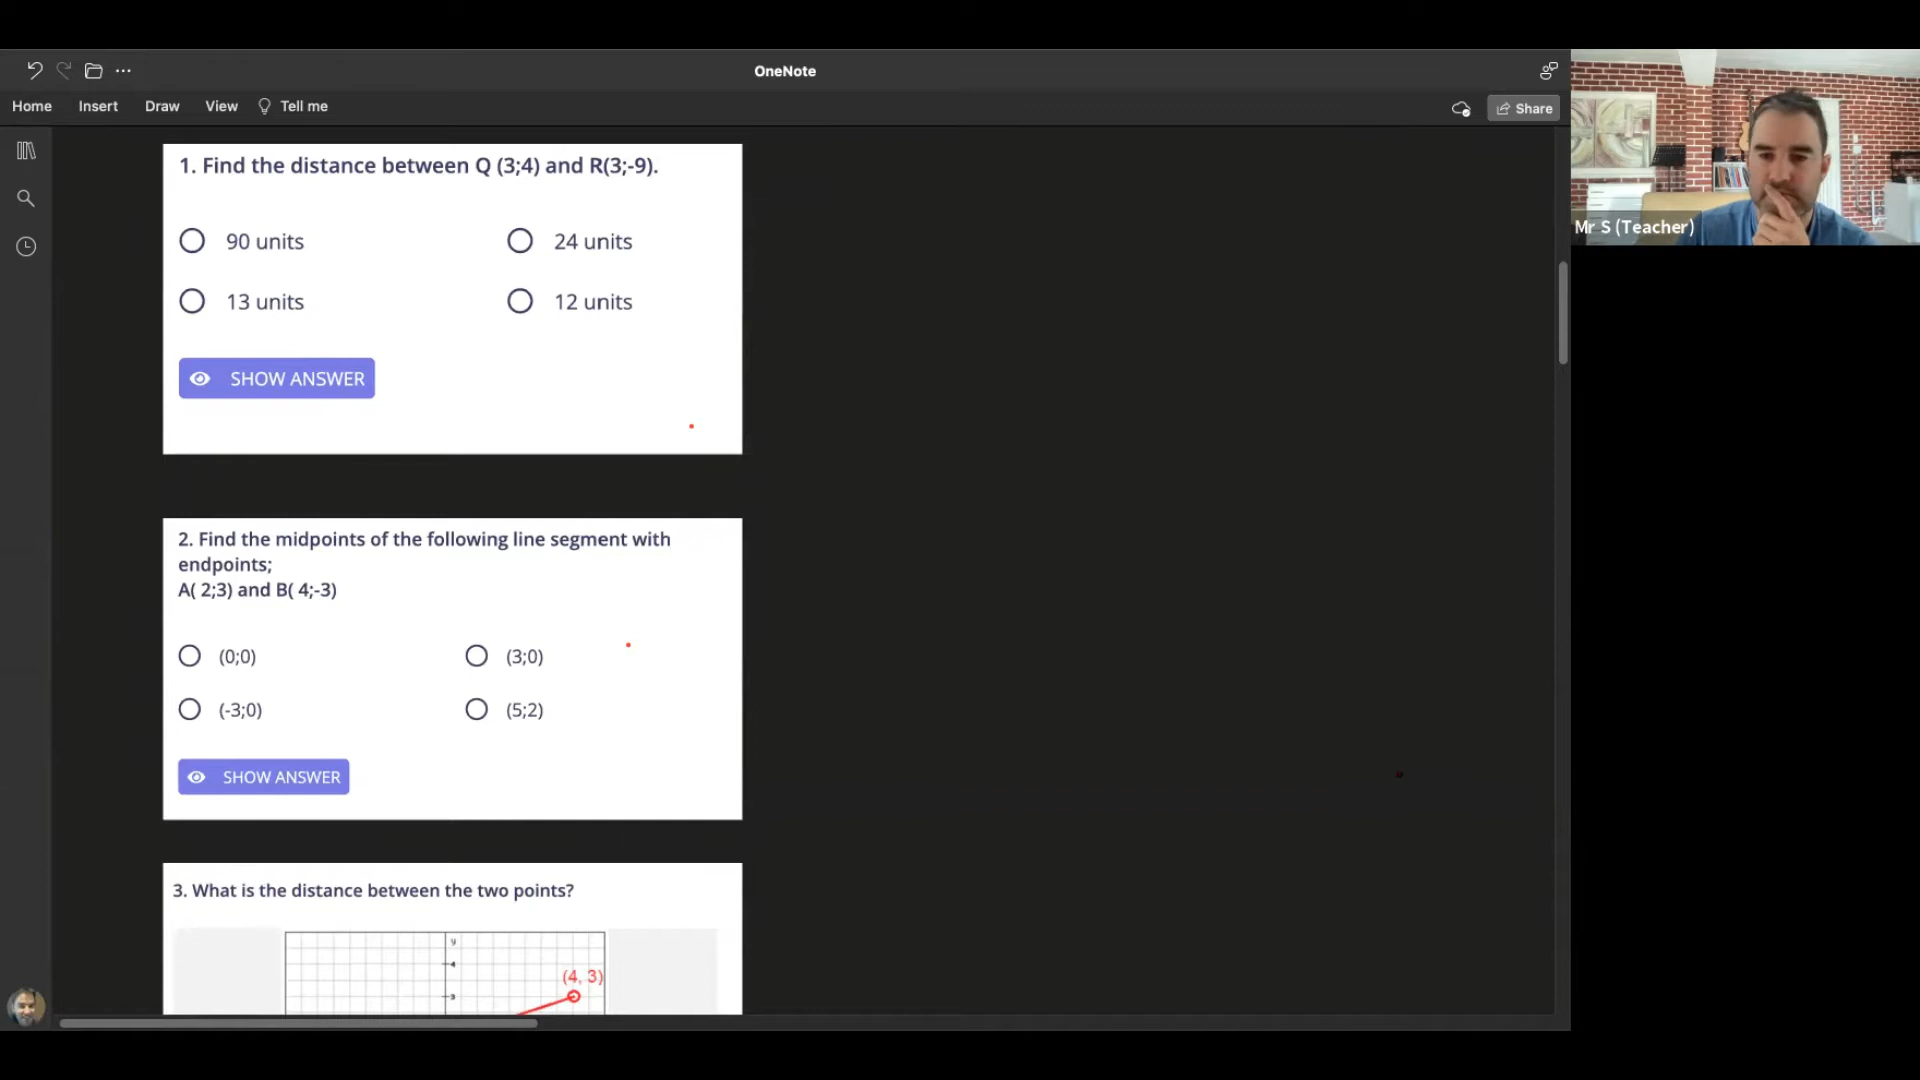 OneNote
Home Insert Draw View Tell me
Share
1. Find the distance between Q (3;4) and R(3;-9).
90 units
24 units
13 units
12 units
SHOW ANSWER
2. Find the midpoints of the following line segment with
endpoints;
A( 2;3) and B( 4;-3)
(0;0)
(3;0)
(-3;0)
(5;2)
SHOW ANSWER
3. What is the distance between the two points?
y
4
(4, 3)
3
Mr S (Teacher)